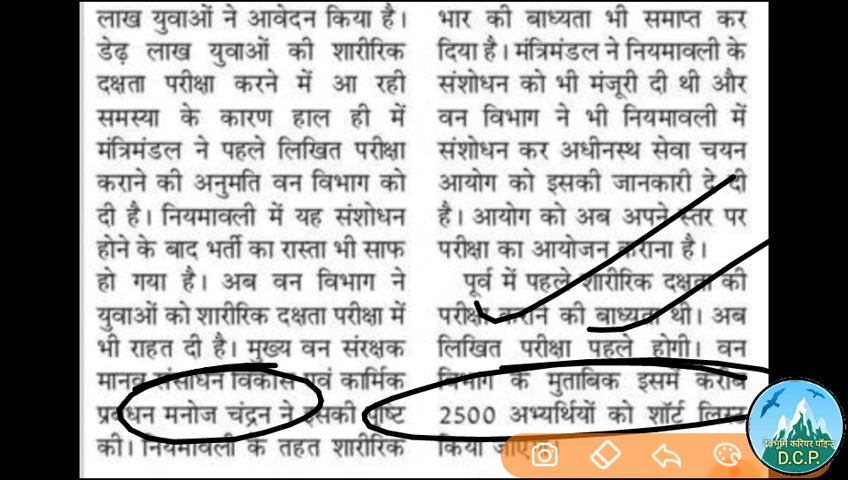 लाख युवाओं ने आवेदन किया है।
डेढ़ लाख युवाओं की शारीरिक
दक्षता परीक्षा करने में आ रही
समस्या के कारण हाल ही में
मंत्रिमंडल ने पहले लिखित परीक्षा
कराने की अनुमति वन विभाग को
दी है। नियमावली में यह संशोधन
होने के बाद भर्ती का रास्ता भी साफ
हो गया है। अब वन विभाग ने
युवाओं को शारीरिक दक्षता परीक्षा में
भी राहत दी है। मुख्य वन संरक्षक
मानव संसाधन विकास एवं कार्मिक
प्रबंधन मनोज चंद्रन ने इसकी पुष्टि
की। नियमावली के तहत शारीरिक
भार की बाध्यता भी समाप्त कर
दिया है। मंत्रिमंडल ने नियमावली के
संशोधन को भी मंजूरी दी थी और
वन विभाग ने भी नियमावली में
संशोधन कर अधीनस्थ सेवा चयन
आयोग को इसकी जानकारी दे दी
है। आयोग को अब अपने स्तर पर
परीक्षा का आयोजन कराना है।
पूर्व में पहले शारीरिक दक्षता की
परीक्षा कराने की बाध्यता थी। अब
लिखित परीक्षा पहले होगी। वन
विभाग के मुताबिक इसमें करीब
2500 अभ्यर्थियों को शॉर्ट लिस्ट
किया
देवभूमि करियर पॉइन्ट
D.C.P.